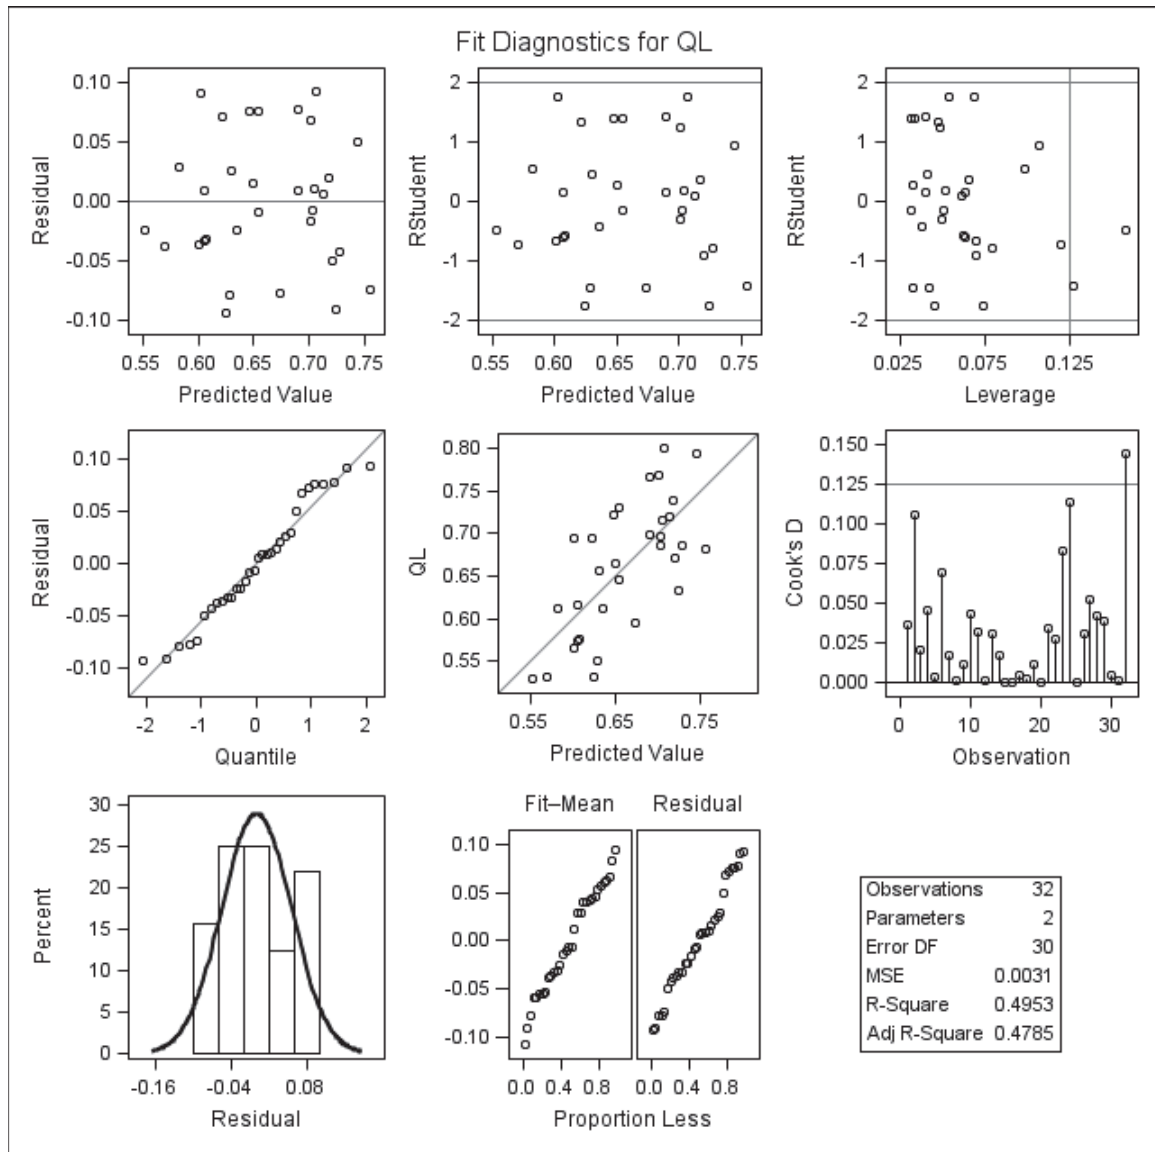 Fit Diagnostics for QL
0.10
0.05
0.00
-0.05
-0.10
Residual
0.55 0.60 0.65 0.70 0.75
Predicted Value
2
1
0
-1
-2
RStudent
0.55 0.60 0.65 0.70 0.75
Predicted Value
2
1
0
-1
-2
RStudent
0.025 0.075 0.125
Leverage
0.10
0.05
0.00
-0.05
-0.10
Residual
-2 -1 0 1 2
Quantile
0.80
0.75
0.70
0.65
0.60
0.55
QL
0.55 0.65 0.75
Predicted Value
0.150
0.125
0.100
0.075
0.050
0.025
0.000
Cook's D
0 10 20 30
Observation
30
25
20
15
10
5
0
Percent
-0.16 -0.04 0.08
Residual
Fit–Mean Residual
0.10
0.05
0.00
-0.05
-0.10
0.0 0.4 0.8 0.0 0.4 0.8
Proportion Less
Observations 32
Parameters 2
Error DF 30
MSE 0.0031
R-Square 0.4953
Adj R-Square 0.4785